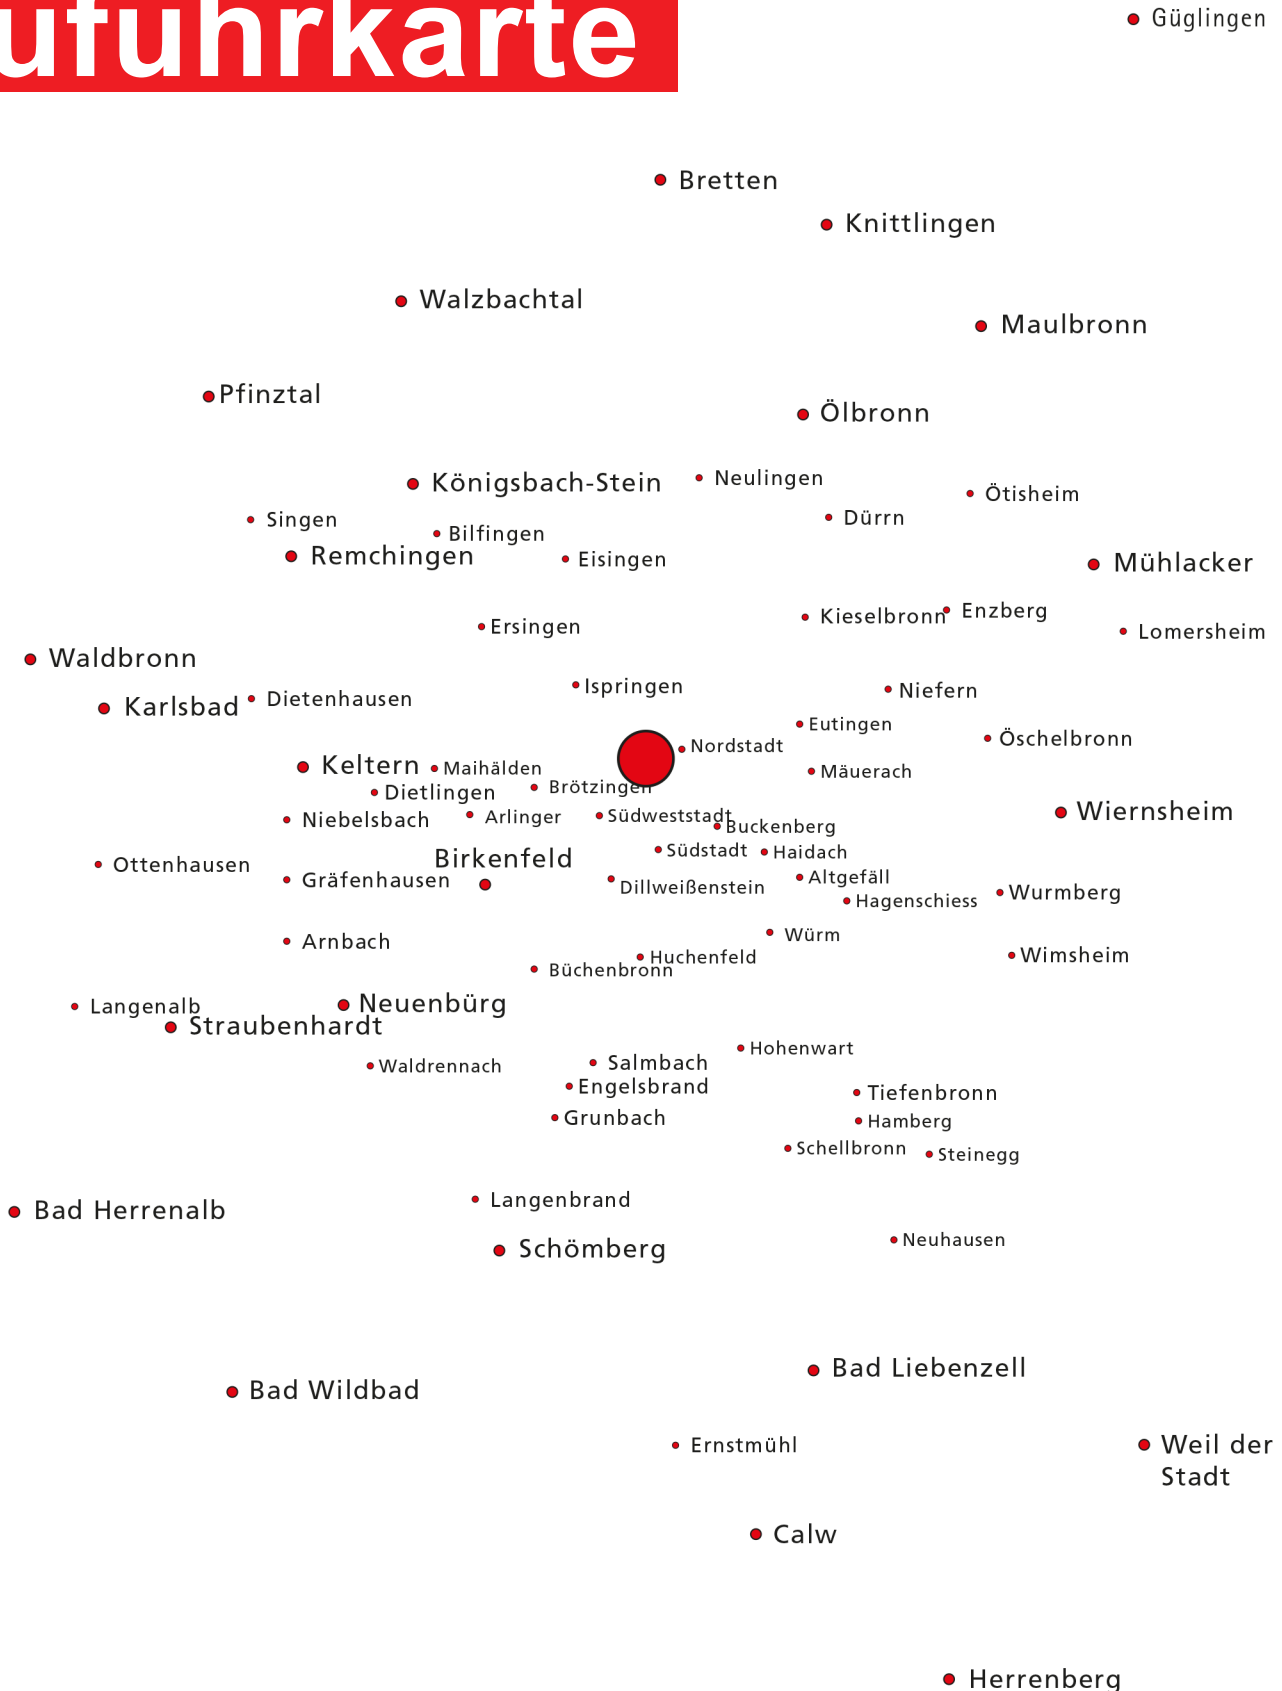 ufuhrkarte
Güglingen
Bretten
Knittlingen
Walzbachtal
Maulbronn
Pfinztal
Ölbronn
Neulingen
Königsbach-Stein
Ötisheim
Singen
Dürrn
Bilfingen
Remchingen
Eisingen
Mühlacker
Enzberg
Kieselbronn
Ersingen
Lomersheim
Waldbronn
Ispringen
Niefern
Dietenhausen
Karlsbad
Eutingen
Öschelbronn
Nordstadt
Keltern
Maihälden
Mäuerach
Brötzingen
Dietlingen
Wiernsheim
Südweststadt
Arlinger
Niebelsbach
Buckenberg
Südstadt
Haidach
Birkenfeld
Ottenhausen
Altgefäll
Gräfenhausen
Dillweißenstein
Wurmberg
Hagenschiess
Würm
Arnbach
Wimsheim
Huchenfeld
Büchenbronn
Neuenbürg
Langenalb
Straubenhardt
Hohenwart
Salmbach
Waldrennach
Engelsbrand
Tiefenbronn
Grunbach
Hamberg
Schellbronn
Steinegg
Langenbrand
Bad Herrenalb
Neuhausen
Schömberg
Bad Liebenzell
Bad Wildbad
Ernstmühl
Weil der
Stadt
Calw
Herrenberg